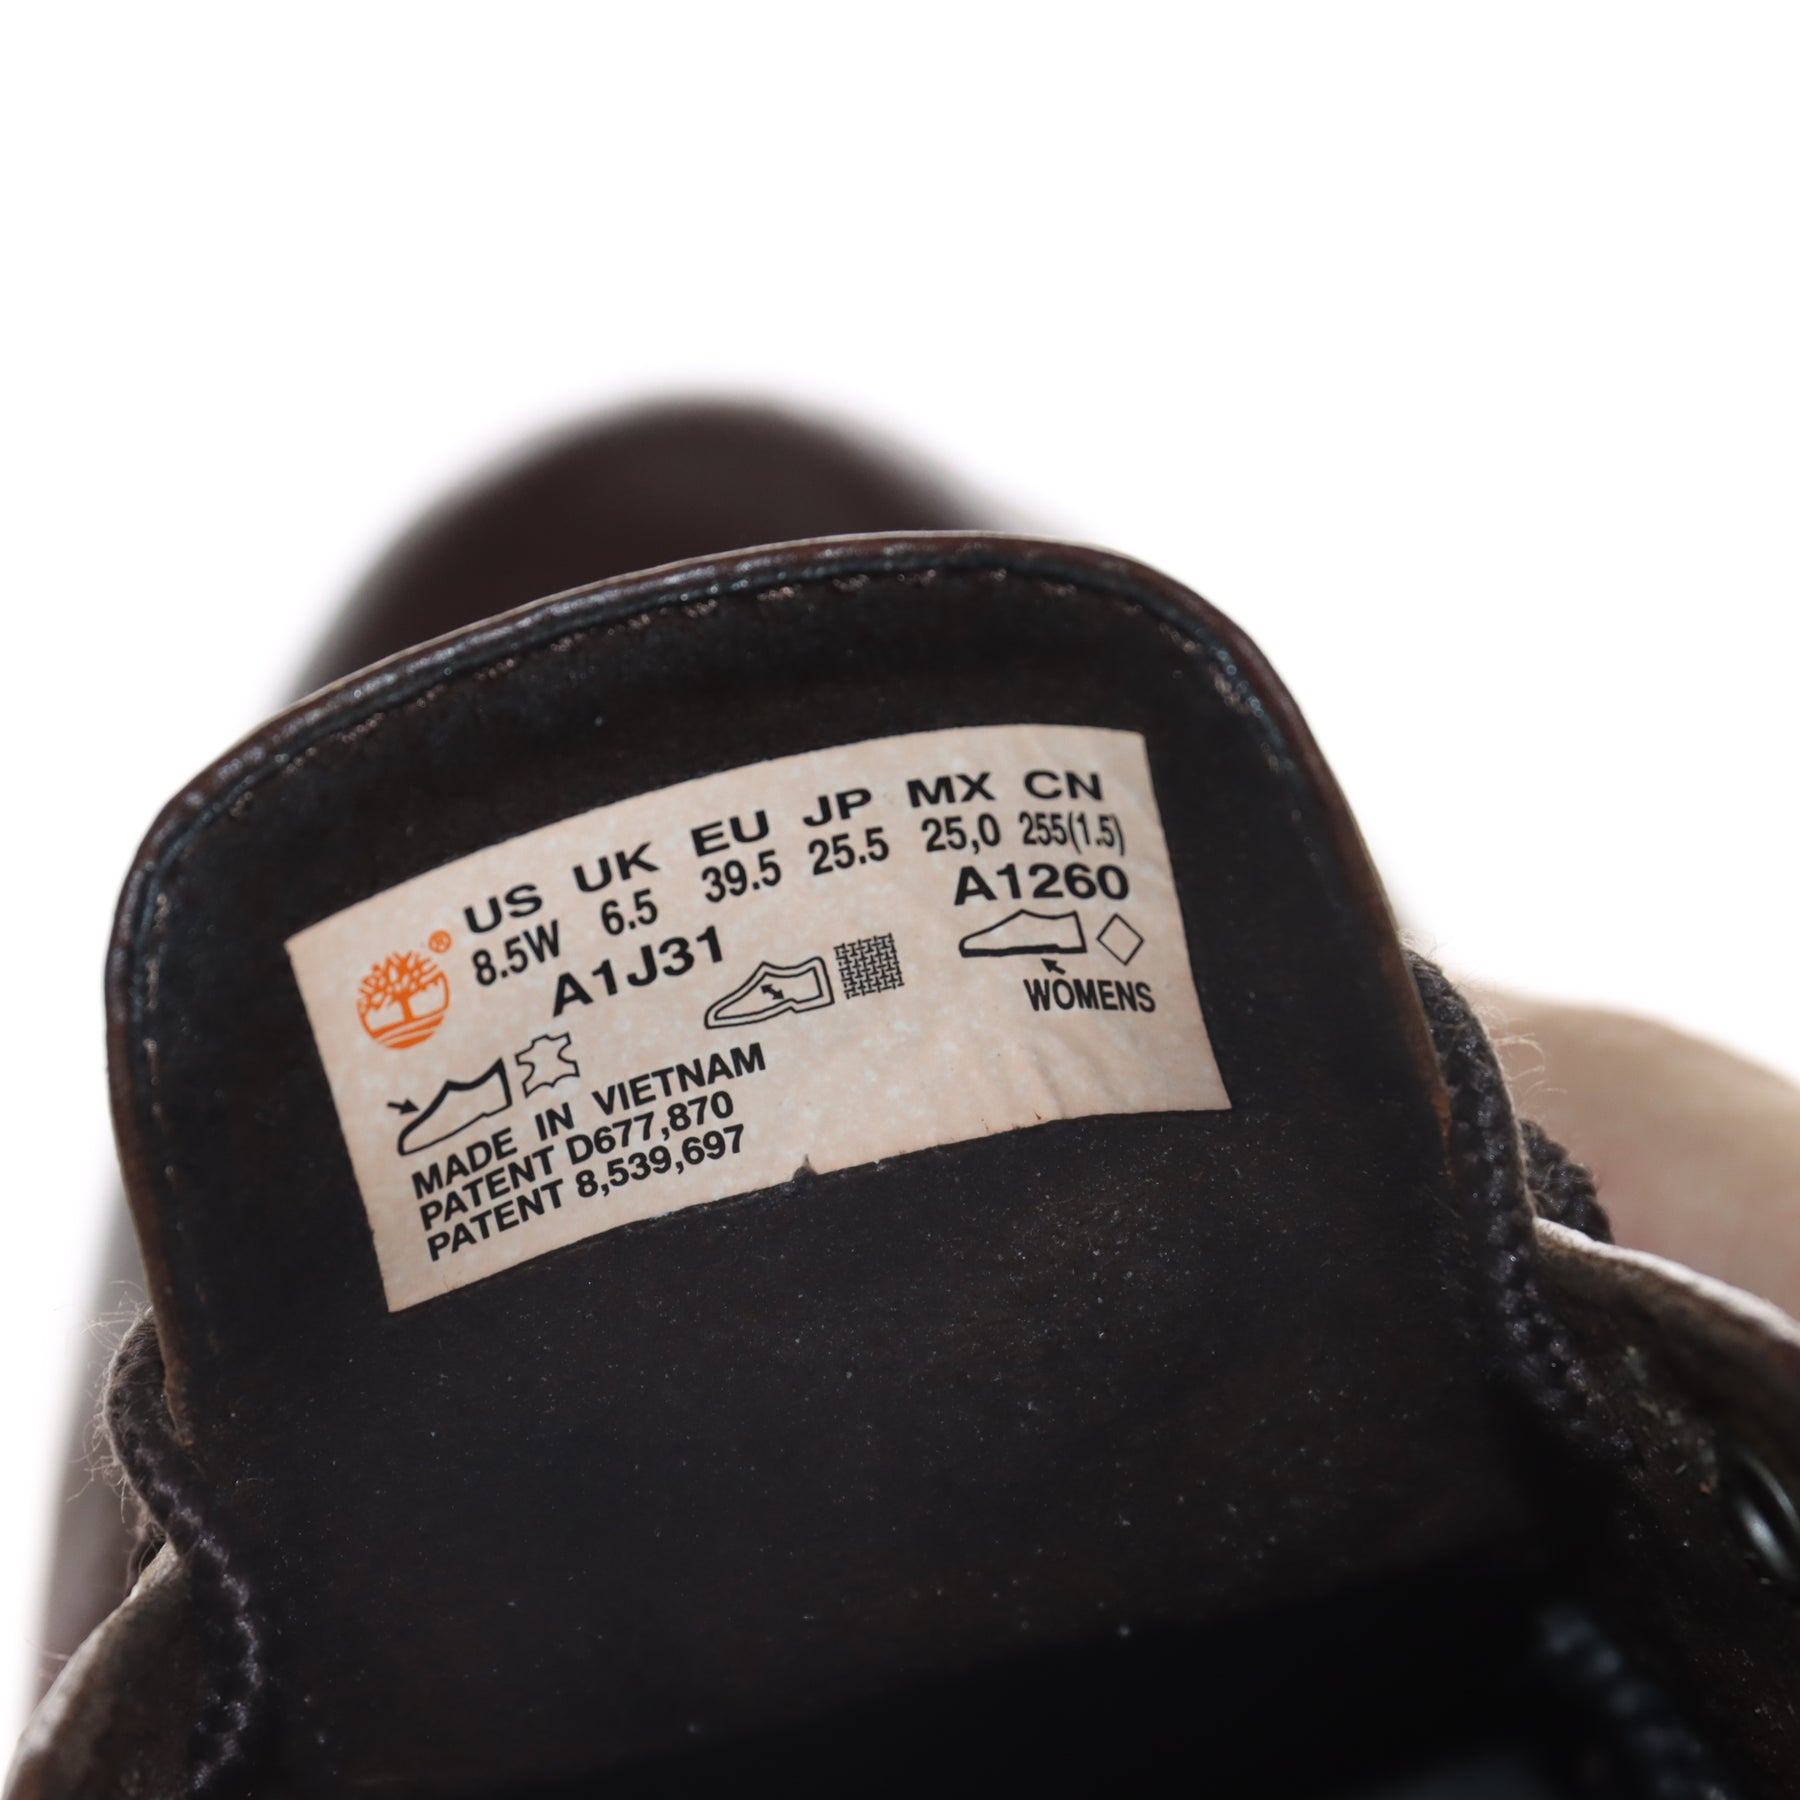 US UK EU JP MX CN
8.5W 6.5 39.5 25.5 25,0 255(1.5)
A1J31 A1260
®
WOMENS
MADE IN VIETNAM
PATENT D677,870
PATENT 8,539,697